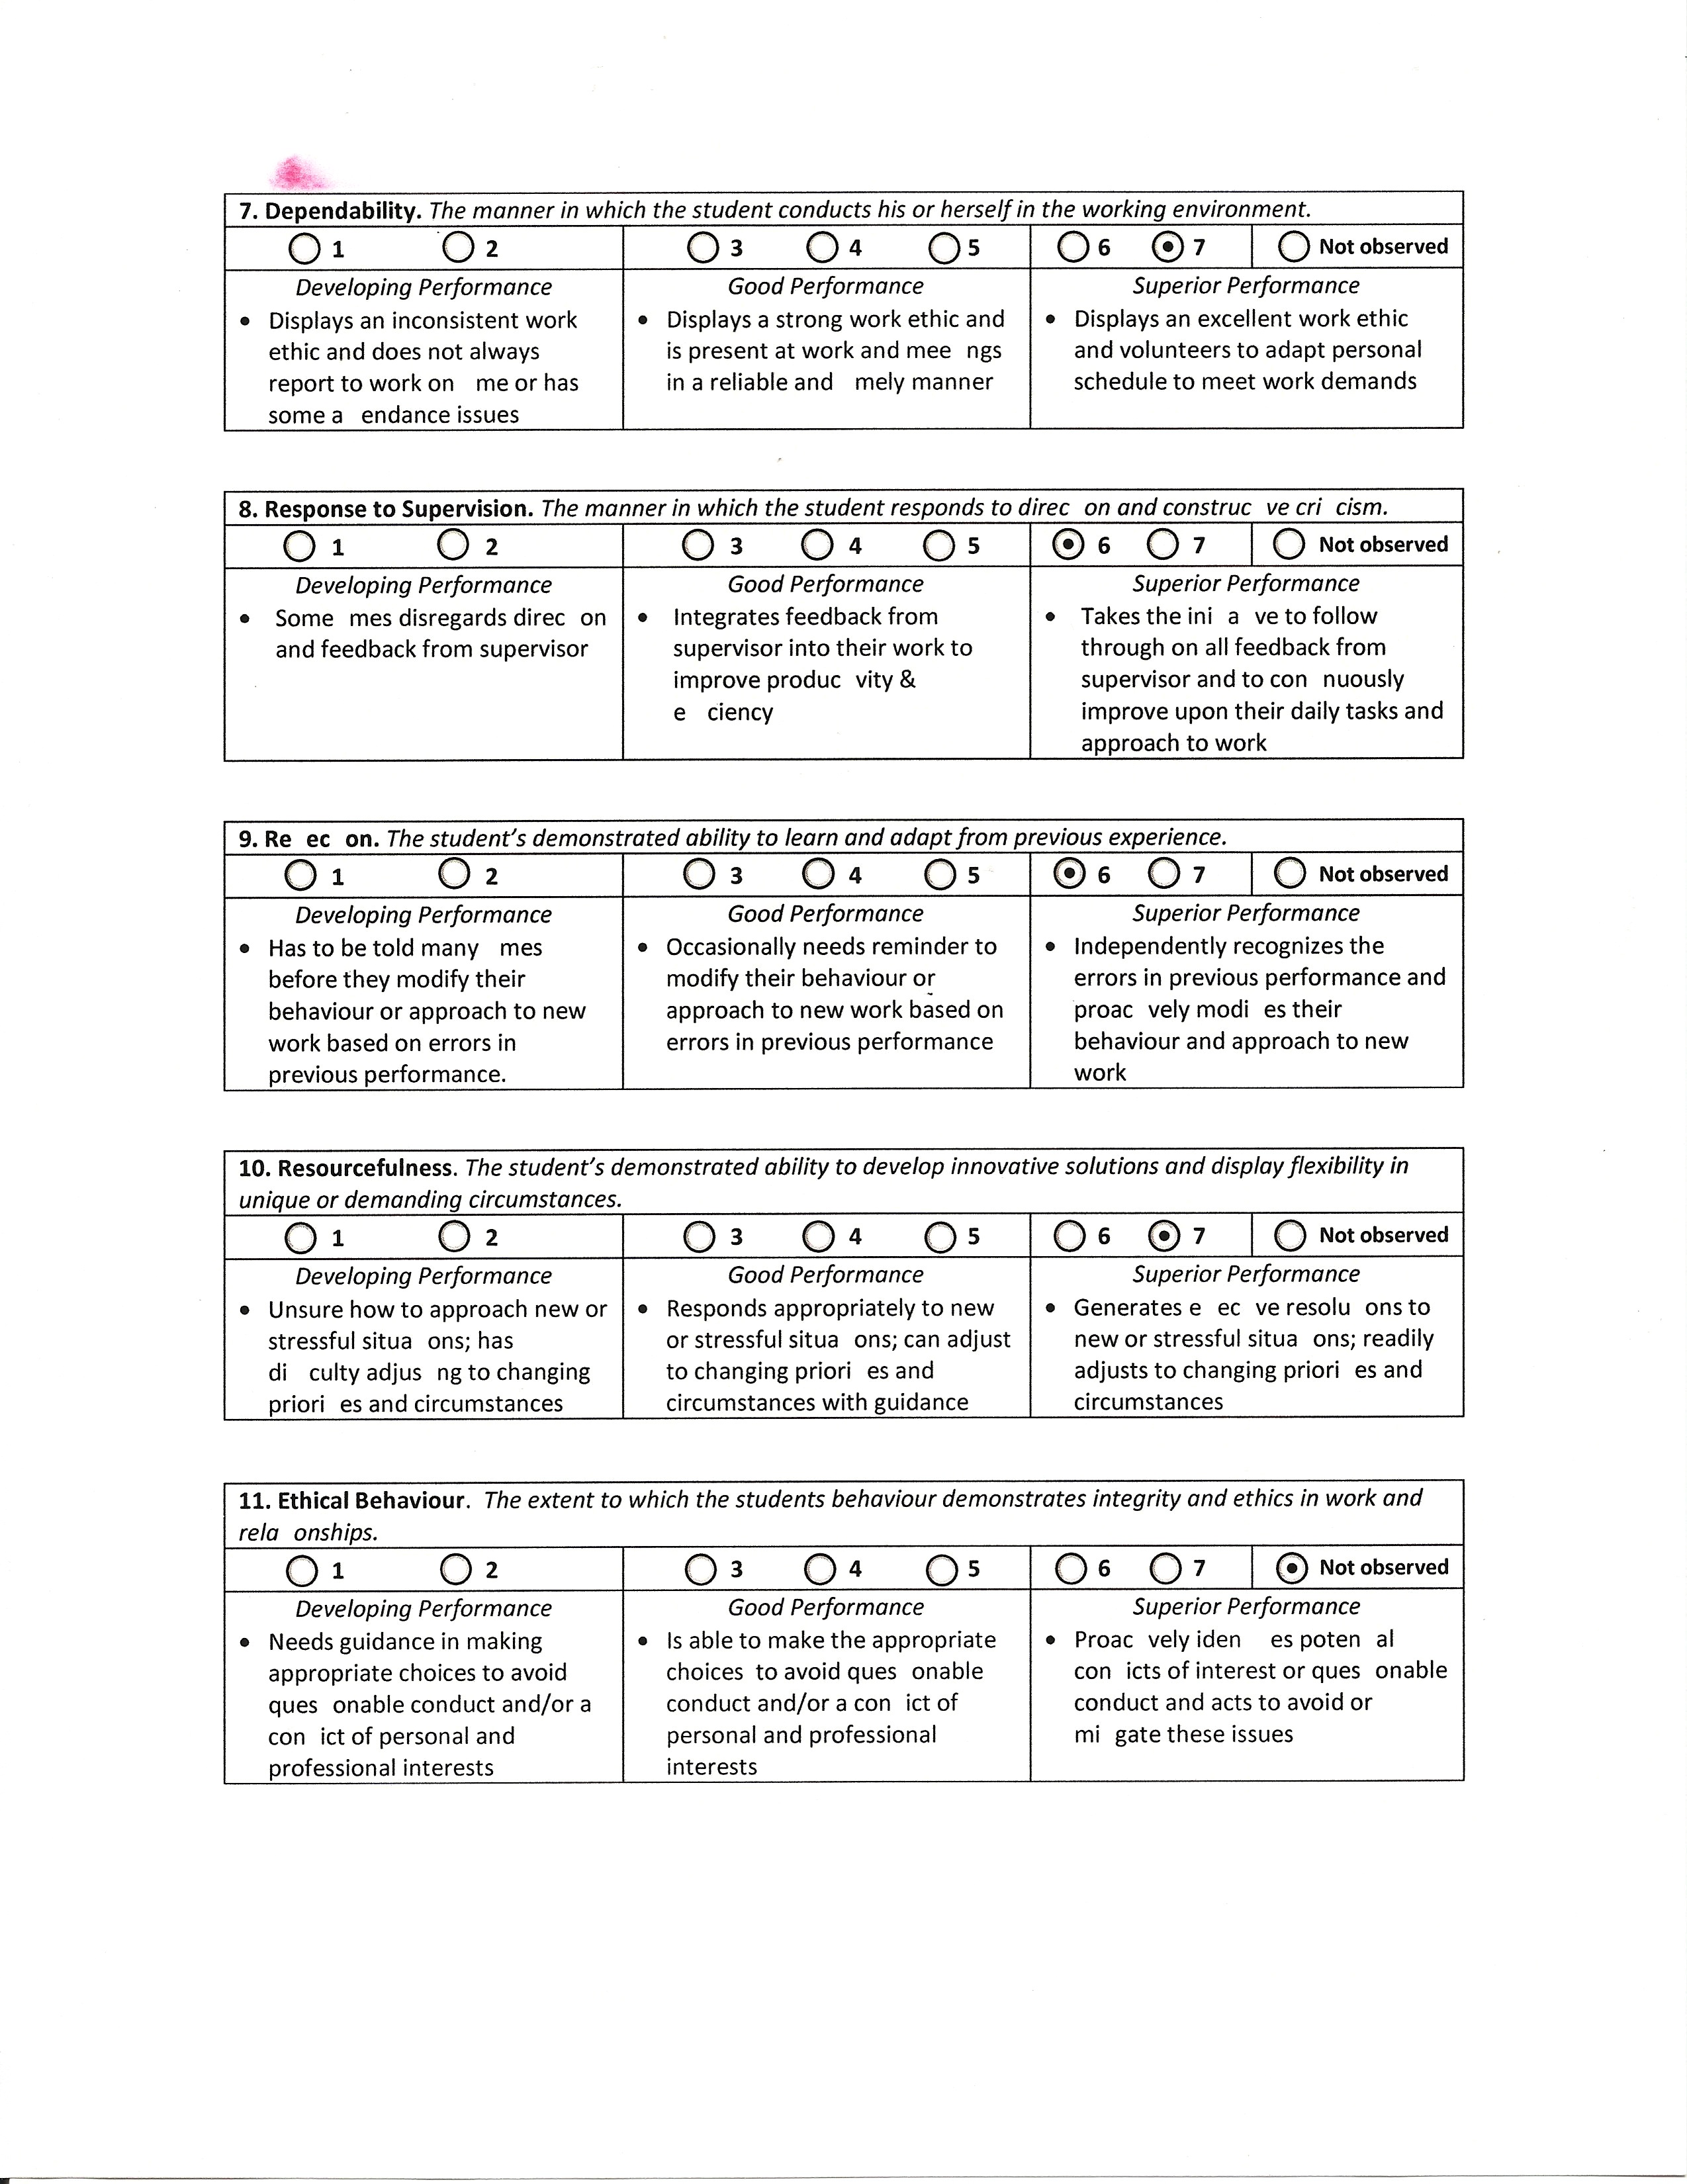 7. Dependability. The manner in which the student conducts his or herself in the working environment.
1 2 3 4 5 6 7 Not observed
Developing Performance
• Displays an inconsistent work
ethic and does not always
report to work on me or has
some a endance issues
Good Performance
• Displays a strong work ethic and
is present at work and mee ngs
in a reliable and mely manner
Superior Performance
• Displays an excellent work ethic
and volunteers to adapt personal
schedule to meet work demands
8. Response to Supervision. The manner in which the student responds to direc on and construc ve cri cism.
1 2 3 4 5 6 7 Not observed
Developing Performance
• Some mes disregards direc on
and feedback from supervisor
Good Performance
• Integrates feedback from
supervisor into their work to
improve produc vity &
e ciency
Superior Performance
• Takes the ini a ve to follow
through on all feedback from
supervisor and to con nuously
improve upon their daily tasks and
approach to work
9. Re ec on. The student's demonstrated ability to learn and adapt from previous experience.
1 2 3 4 5 6 7 Not observed
Developing Performance
• Has to be told many mes
before they modify their
behaviour or approach to new
work based on errors in
previous performance.
Good Performance
• Occasionally needs reminder to
modify their behaviour or
approach to new work based on
errors in previous performance
Superior Performance
• Independently recognizes the
errors in previous performance and
proac vely modi es their
behaviour and approach to new
work
10. Resourcefulness. The student's demonstrated ability to develop innovative solutions and display flexibility in
unique or demanding circumstances.
1 2 3 4 5 6 7 Not observed
Developing Performance
• Unsure how to approach new or
stressful situa ons; has
di culty adjus ng to changing
priori es and circumstances
Good Performance
• Responds appropriately to new
or stressful situa ons; can adjust
to changing priori es and
circumstances with guidance
Superior Performance
• Generates e ec ve resolu ons to
new or stressful situa ons; readily
adjusts to changing priori es and
circumstances
11. Ethical Behaviour. The extent to which the students behaviour demonstrates integrity and ethics in work and
rela onships.
1 2 3 4 5 6 7 Not observed
Developing Performance
• Needs guidance in making
appropriate choices to avoid
ques onable conduct and/or a
con ict of personal and
professional interests
Good Performance
• Is able to make the appropriate
choices to avoid ques onable
conduct and/or a con ict of
personal and professional
interests
Superior Performance
• Proac vely iden es poten al
con icts of interest or ques onable
conduct and acts to avoid or
mi gate these issues